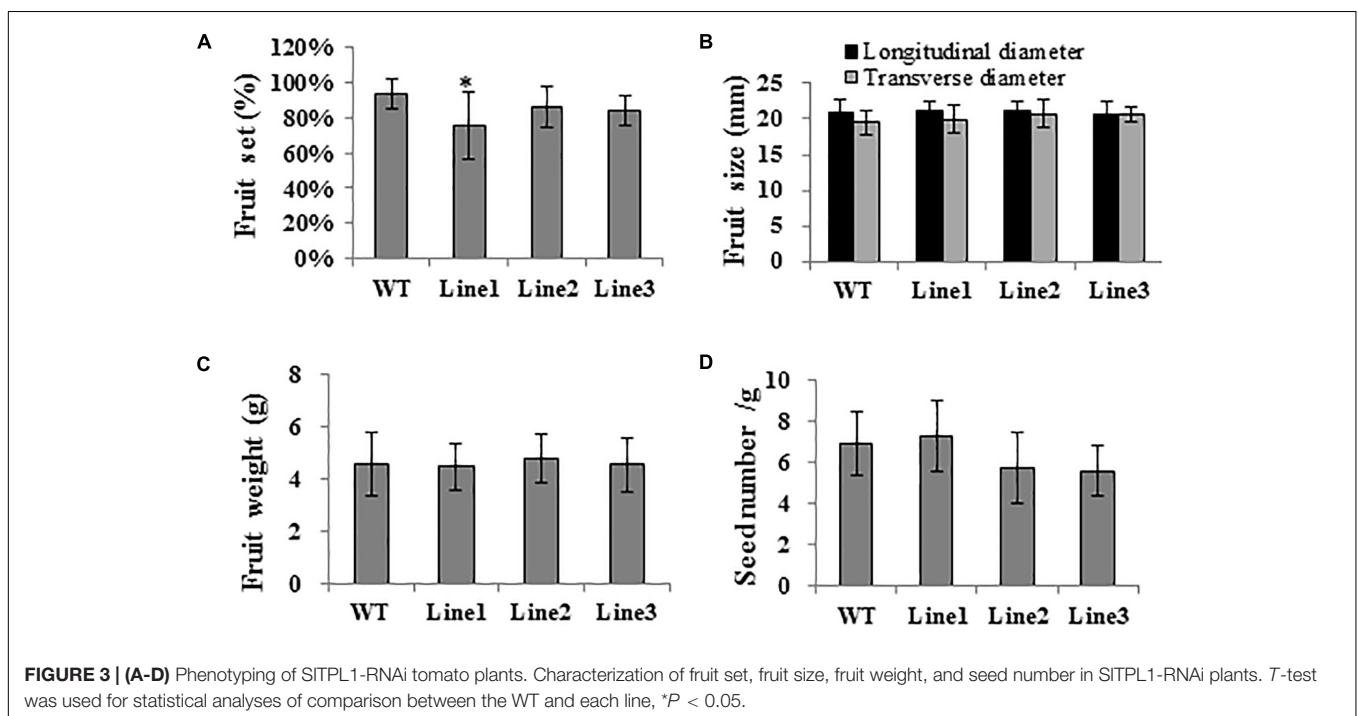 A
120%
100%
80%
60%
40%
20%
0%
Fruit set (%)
*
WT Line1 Line2 Line3
B
Longitudinal diameter
Transverse diameter
25
20
15
10
5
0
Fruit size (mm)
WT Line1 Line2 Line3
C
8
6
4
2
0
Fruit weight (g)
WT Line1 Line2 Line3
D
10
8
6
4
2
0
Seed number /g
WT Line1 Line2 Line3
FIGURE 3 | (A-D) Phenotyping of SlTPL1-RNAi tomato plants. Characterization of fruit set, fruit size, fruit weight, and seed number in SlTPL1-RNAi plants. T-test
was used for statistical analyses of comparison between the WT and each line, *P < 0.05.